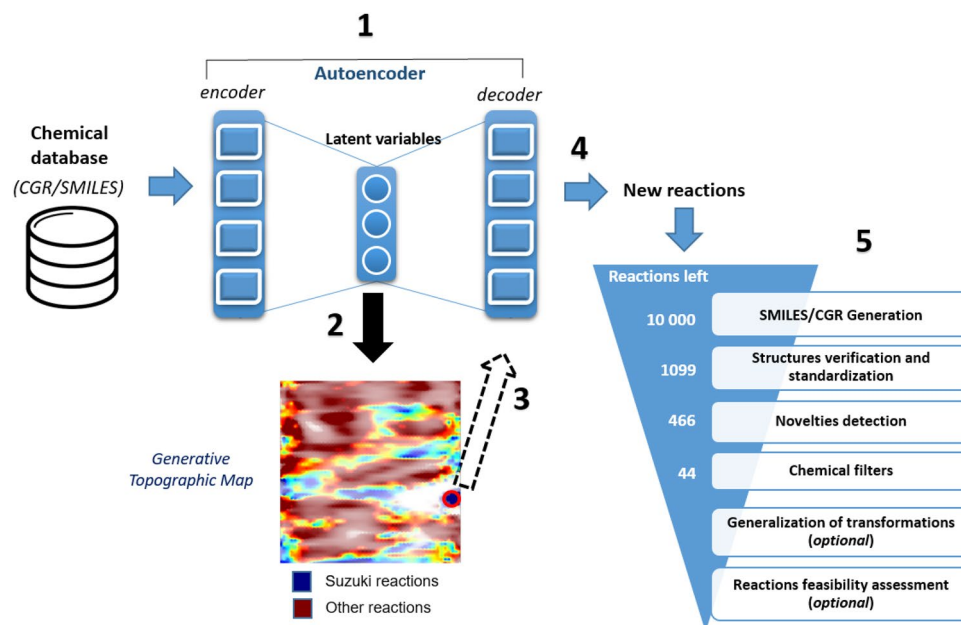 1
Autoencoder
encoder
decoder
Chemical
database
(CGR/SMILES)
Latent variables
4
New reactions
2
3
Generative
Topographic Map
Suzuki reactions
Other reactions
5
Reactions left
10 000
SMILES/CGR Generation
1099
Structures verification and
standardization
466
Novelties detection
44
Chemical filters
Generalization of transformations
(optional)
Reactions feasibility assessment
(optional)